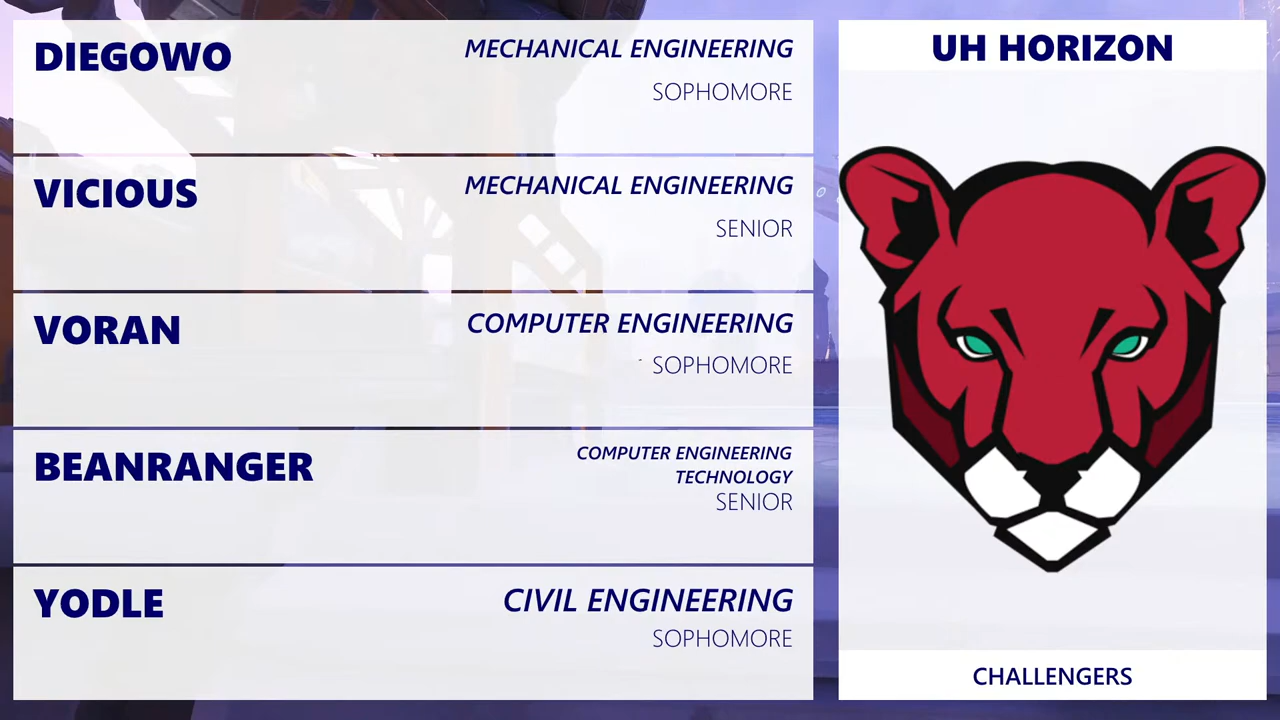 DIEGOWO
MECHANICAL ENGINEERING
SOPHOMORE
VICIOUS
MECHANICAL ENGINEERING
SENIOR
VORAN
COMPUTER ENGINEERING
SOPHOMORE
BEANRANGER
COMPUTER ENGINEERING
TECHNOLOGY
SENIOR
YODLE
CIVIL ENGINEERING
SOPHOMORE
UH HORIZON
CHALLENGERS